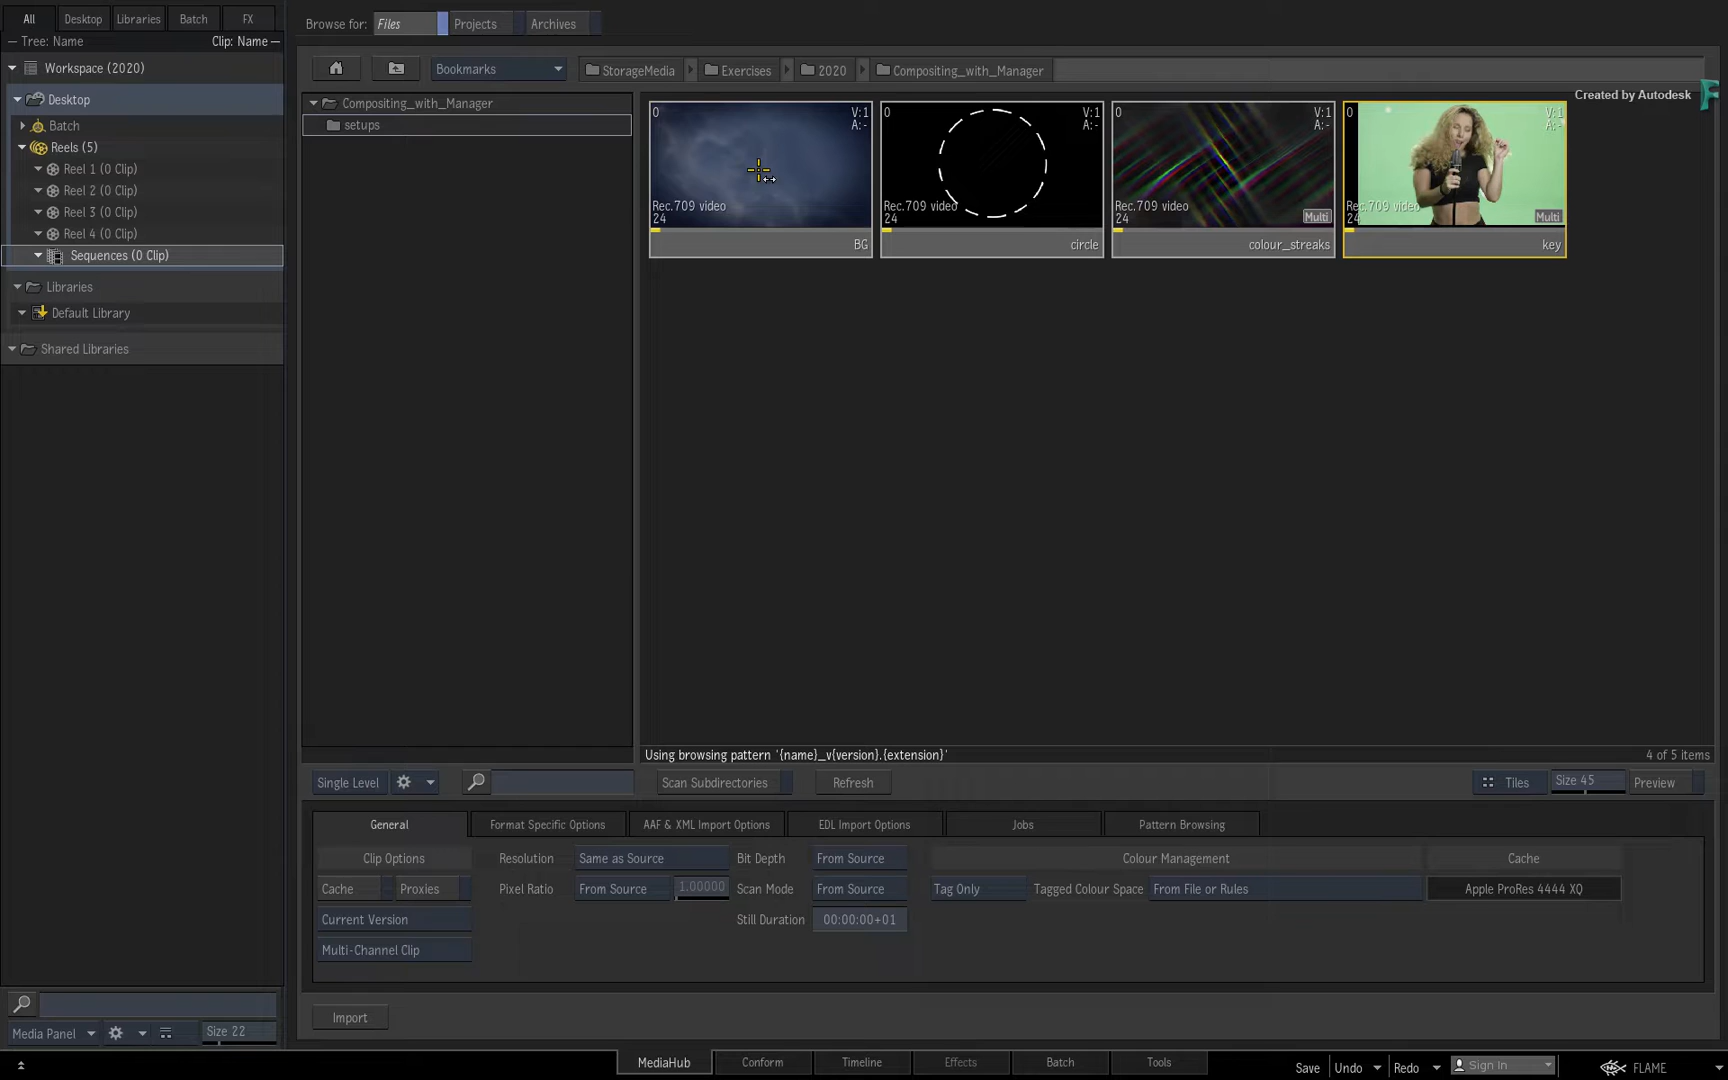 All Desktop Libraries Batch FX
Tree: Name Clip: Name
Workspace (2020)
Desktop
Batch
Reels (5)
Reel 1 (0 Clip)
Reel 2 (0 Clip)
Reel 3 (0 Clip)
Reel 4 (0 Clip)
Sequences (0 Clip)
Libraries
Default Library
Shared Libraries
Media Panel Size 22
Browse for: Files Projects Archives
Bookmarks StorageMedia Exercises 2020 Compositing_with_Manager
Created by Autodesk
Compositing_with_Manager
setups
0 V:1
A:-
Rec.709 video
24
BG
0 V:1
A:-
Rec.709 video
24
circle
0 V:1
A:-
Rec.709 video
24 Multi
colour_streaks
0 V:1
A:-
Rec.709 video
24 Multi
key
Using browsing pattern '{name}_v{version}.{extension}' 4 of 5 items
Single Level Scan Subdirectories Refresh Tiles Size 45 Preview
General Format Specific Options AAF & XML Import Options EDL Import Options Jobs Pattern Browsing
Clip Options Resolution Same as Source Bit Depth From Source Colour Management Cache
Cache Proxies Pixel Ratio From Source 1.00000 Scan Mode From Source Tag Only Tagged Colour Space From File or Rules Apple ProRes 4444 XQ
Current Version Still Duration 00:00:00+01
Multi-Channel Clip
Import
MediaHub Conform Timeline Effects Batch Tools Save Undo Redo Sign In FLAME